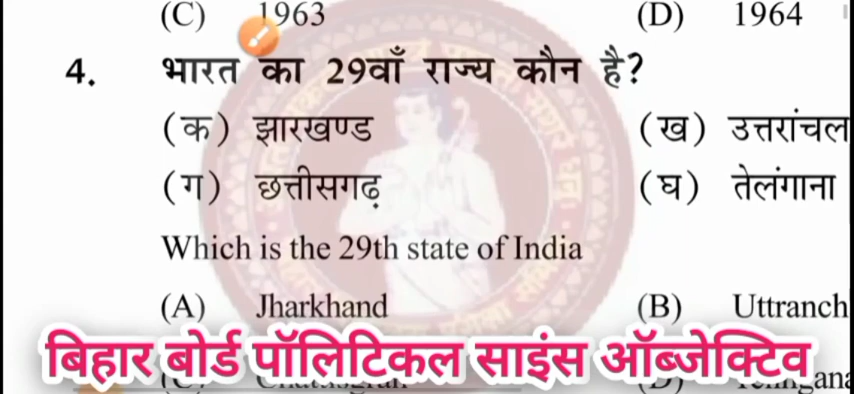 (C) 1963 (D) 1964
4. भारत का 29वाँ राज्य कौन है?
(क) झारखण्ड (ख) उत्तरांचल
(ग) छत्तीसगढ़ (घ) तेलंगाना
Which is the 29th state of India
(A) Jharkhand (B) Uttranch
बिहार बोर्ड पॉलिटिकल साइंस ऑब्जेक्टिव